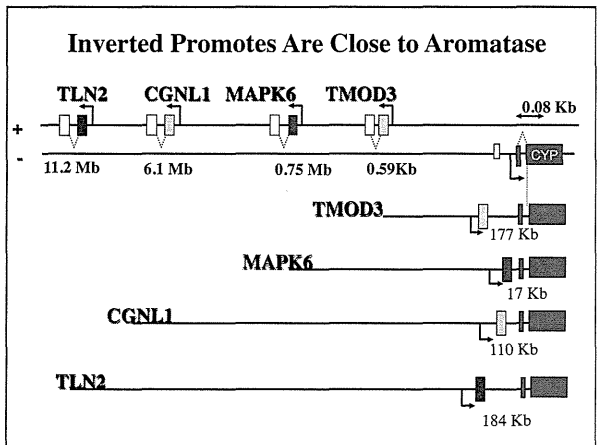 Inverted Promotes Are Close to Aromatase
TLN2 CGNL1 MAPK6 TMOD3
0.08 Kb
+
-
CYP
11.2 Mb 6.1 Mb 0.75 Mb 0.59Kb
TMOD3
177 Kb
MAPK6
17 Kb
CGNL1
110 Kb
TLN2
184 Kb